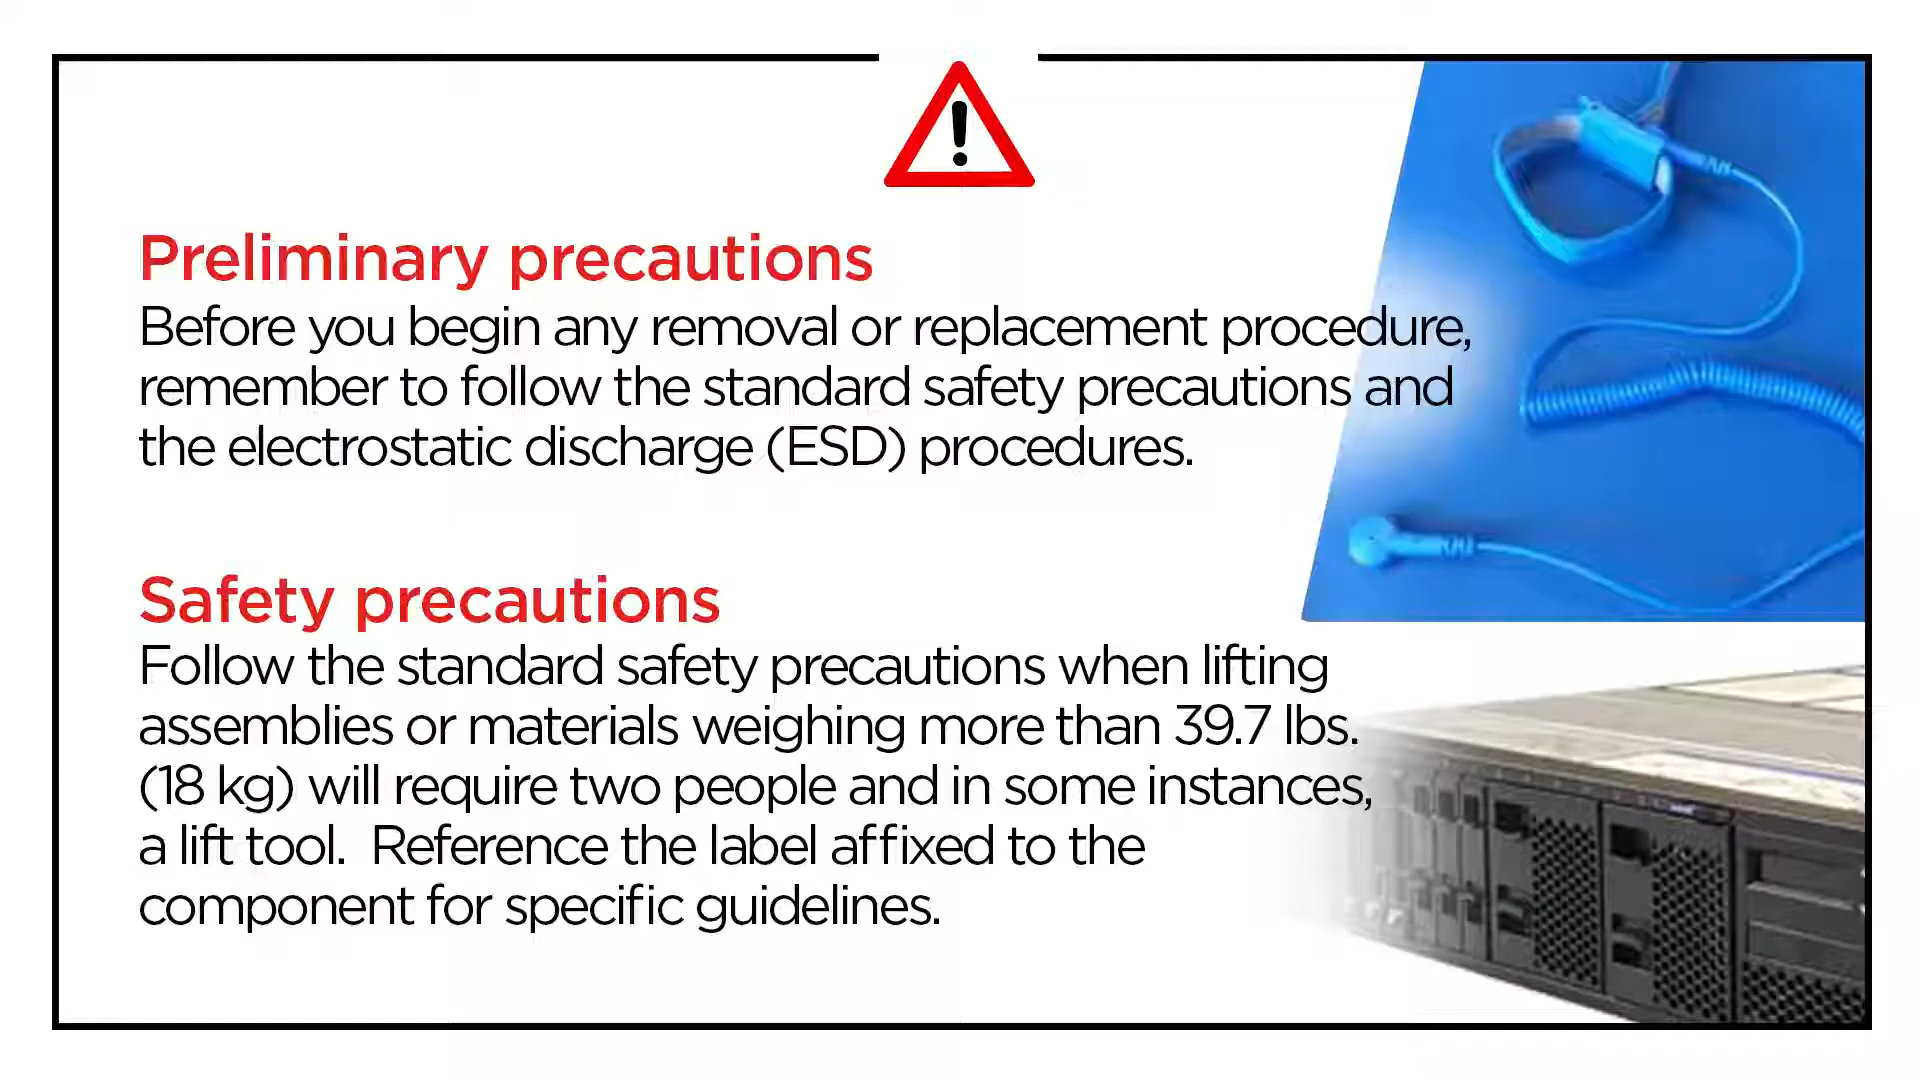 Preliminary precautions
Before you begin any removal or replacement procedure,
remember to follow the standard safety precautions and
the electrostatic discharge (ESD) procedures.
Safety precautions
Follow the standard safety precautions when lifting
assemblies or materials weighing more than 39.7 lbs.
(18 kg) will require two people and in some instances,
a lift tool.  Reference the label affixed to the
component for specific guidelines.